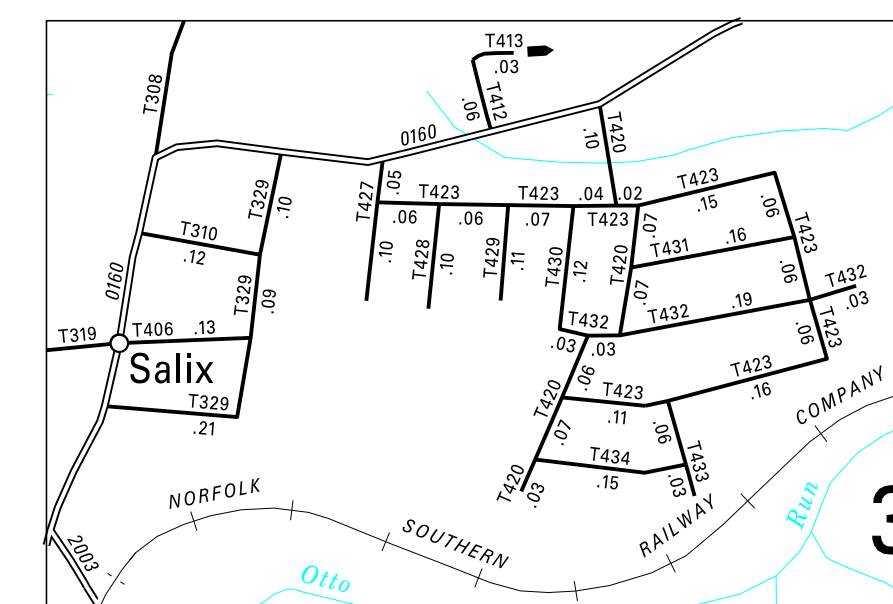 T413
.03
T308
T412
.06
0160
T420
.10
T329
.10
T427
.05
T423
T423
.04
.02
T423
.15
.06
T423
.06
.06
.07
T423
.07
T310
.12
T428
.10
.10
T429
.11
T430
.12
T420
.07
T431
.16
.06
T432
.03
0160
T329
.09
T432
.19
T423
.06
T319
T406
.13
T432
.03
.03
Salix
T423
.16
T329
.21
T420
.06
T423
.11
COMPANY
.07
T434
.15
.06
T433
.03
T420
.03
NORFOLK
SOUTHERN
RAILWAY
Run
3
2003
Otto